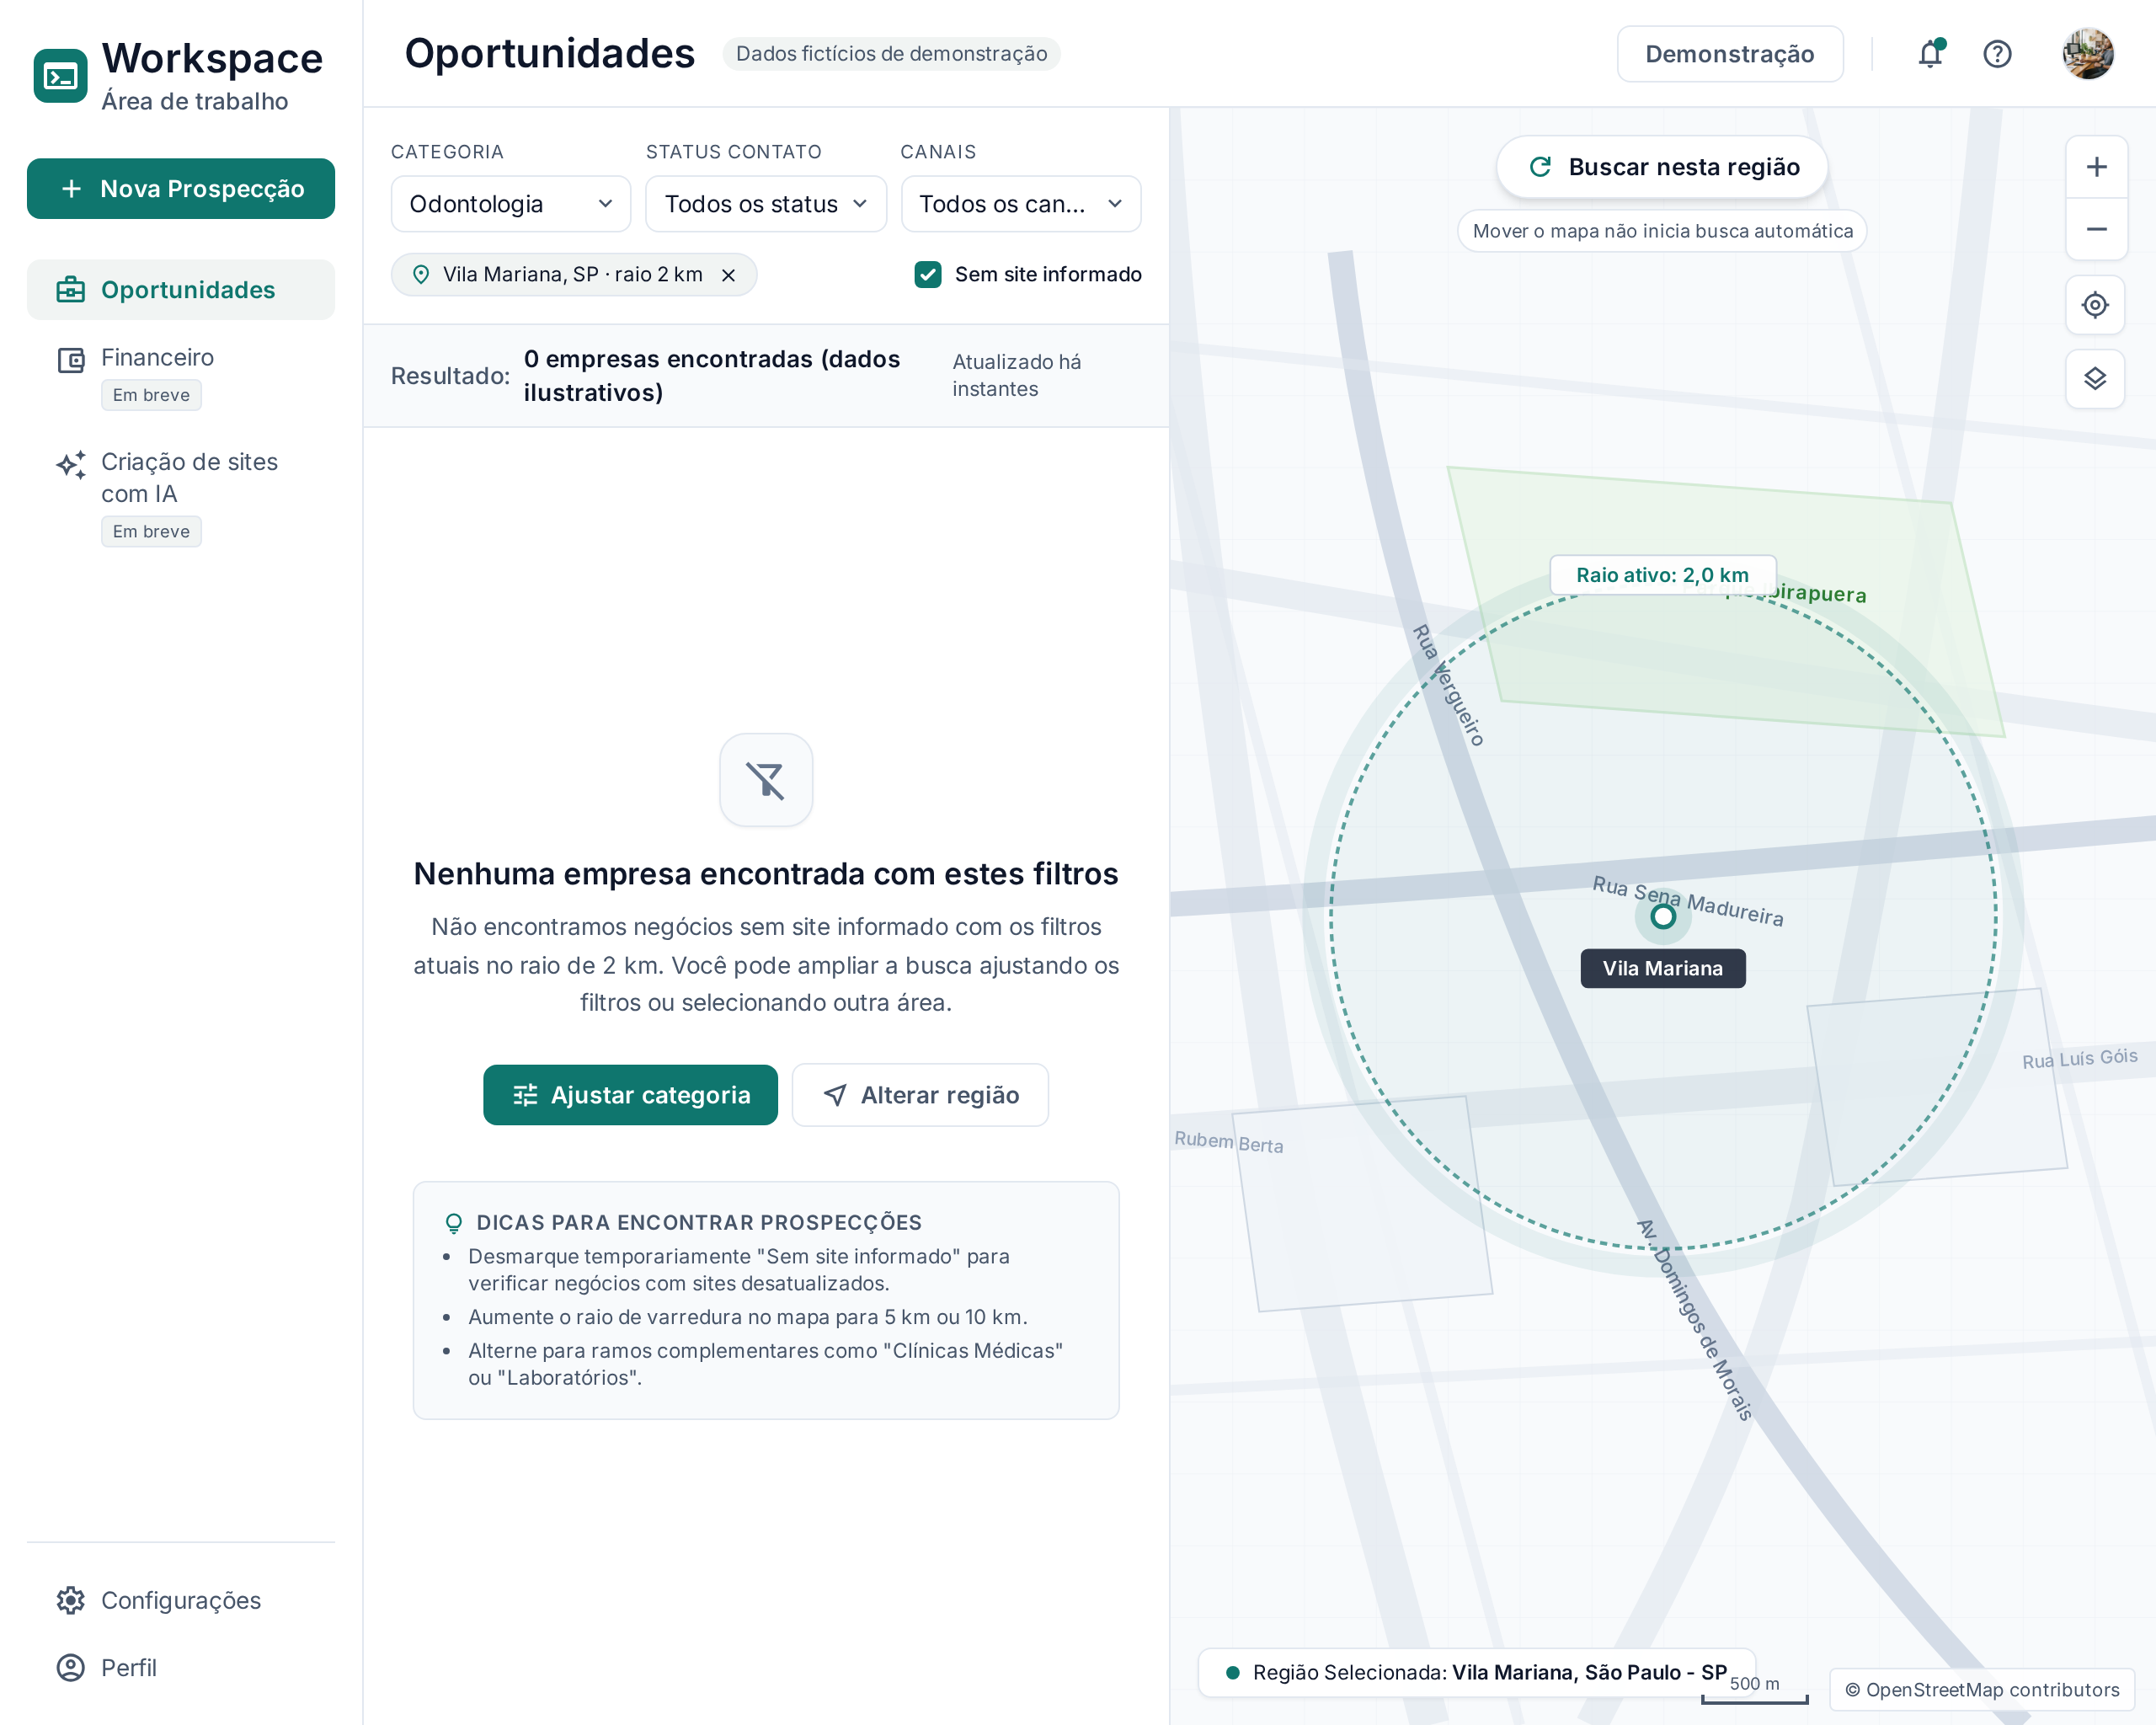 Workspace
Área de trabalho
Nova Prospecção
Oportunidades
Financeiro
Em breve
Criação de sites
com IA
Em breve
Configurações
Perfil
Oportunidades
Dados fictícios de demonstração
Demonstração
CATEGORIA
STATUS CONTATO
CANAIS
Odontologia
Todos os status
Todos os can...
Vila Mariana, SP · raio 2 km
Sem site informado
Resultado:
0 empresas encontradas (dados
ilustrativos)
Atualizado há
instantes
Nenhuma empresa encontrada com estes filtros
Não encontramos negócios sem site informado com os filtros
atuais no raio de 2 km. Você pode ampliar a busca ajustando os
filtros ou selecionando outra área.
Ajustar categoria
Alterar região
DICAS PARA ENCONTRAR PROSPECÇÕES
• Desmarque temporariamente "Sem site informado" para
verificar negócios com sites desatualizados.
• Aumente o raio de varredura no mapa para 5 km ou 10 km.
• Alterne para ramos complementares como "Clínicas Médicas"
ou "Laboratórios".
Buscar nesta região
Mover o mapa não inicia busca automática
Raio ativo: 2,0 km
Rua Vergueiro
Rua Sena Madureira
Vila Mariana
Rua Luís Góis
Rubem Berta
Av. Domingos de Morais
Região Selecionada: Vila Mariana, São Paulo - SP
500 m
© OpenStreetMap contributors